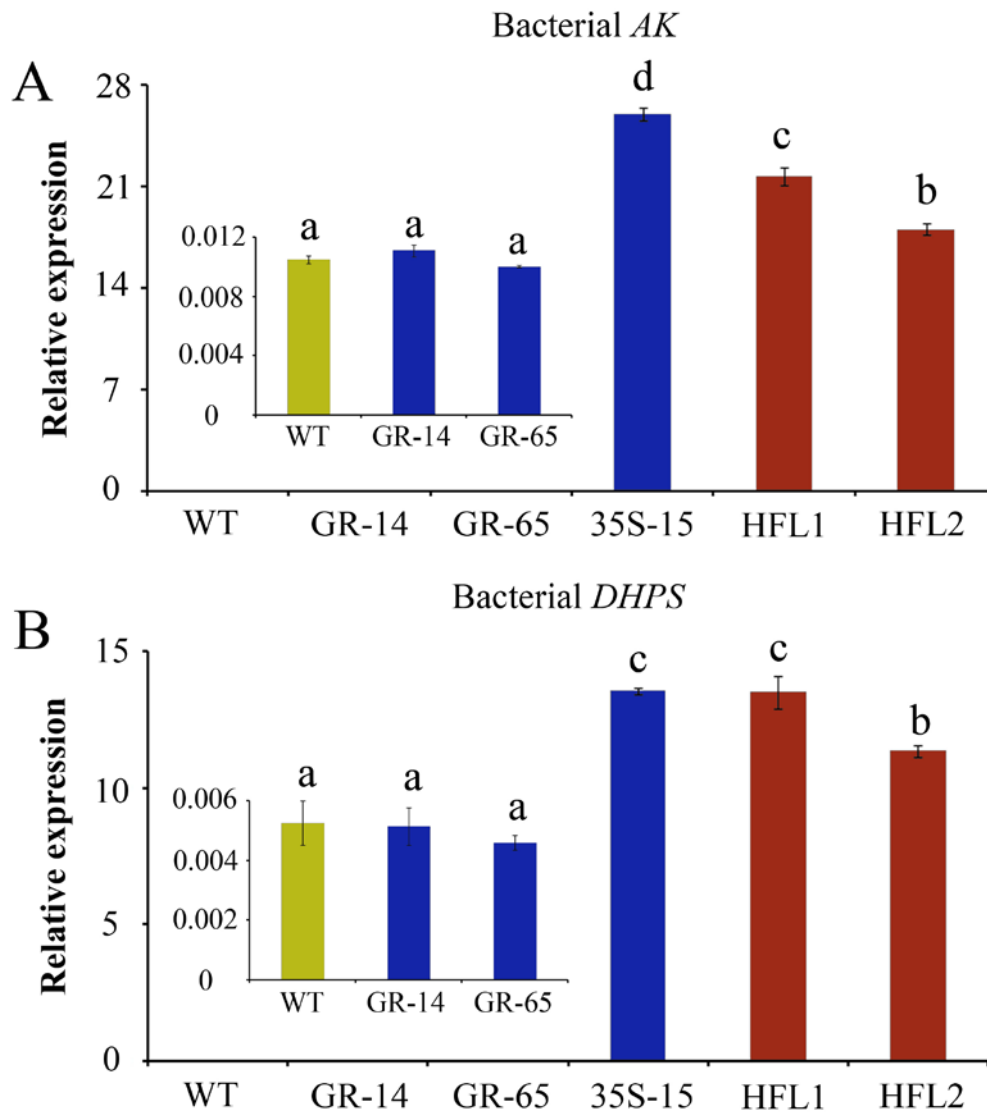 Bacterial AK
A
Relative expression
28
21
14
7
0
d
c
b
0.012
0.008
0.004
0
a a a
WT GR-14 GR-65
WT GR-14 GR-65 35S-15 HFL1 HFL2
Bacterial DHPS
B
Relative expression
15
10
5
0
c c
b
0.006
0.004
0.002
0
a a a
WT GR-14 GR-65
WT GR-14 GR-65 35S-15 HFL1 HFL2